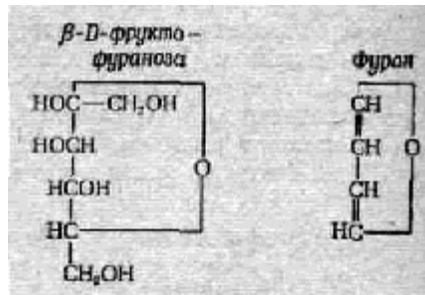 β-D-фрукто-
фураноза
HOC—CH₂OH
HOCH
HCOH
HC
CH₂OH
O
Фуран
CH
CH
CH
HC
O